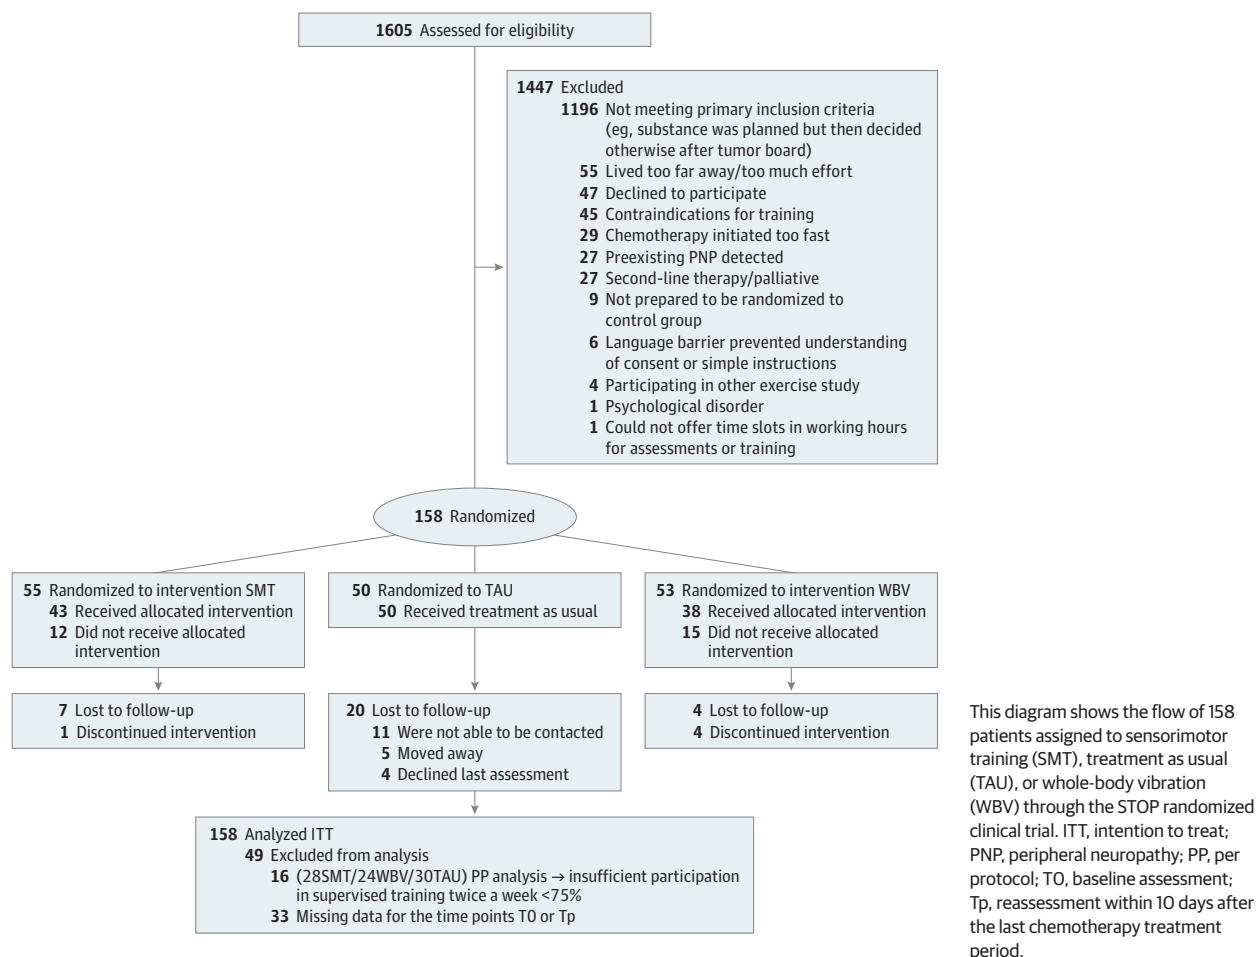 1605 Assessed for eligibility
1447 Excluded
1196 Not meeting primary inclusion criteria
(eg, substance was planned but then decided
otherwise after tumor board)
55 Lived too far away/too much effort
47 Declined to participate
45 Contraindications for training
29 Chemotherapy initiated too fast
27 Preexisting PNP detected
27 Second-line therapy/palliative
9 Not prepared to be randomized to
control group
6 Language barrier prevented understanding
of consent or simple instructions
4 Participating in other exercise study
1 Psychological disorder
1 Could not offer time slots in working hours
for assessments or training
158 Randomized
55 Randomized to intervention SMT
43 Received allocated intervention
12 Did not receive allocated
intervention
50 Randomized to TAU
50 Received treatment as usual
53 Randomized to intervention WBV
38 Received allocated intervention
15 Did not receive allocated
intervention
7 Lost to follow-up
1 Discontinued intervention
20 Lost to follow-up
11 Were not able to be contacted
5 Moved away
4 Declined last assessment
4 Lost to follow-up
4 Discontinued intervention
158 Analyzed ITT
49 Excluded from analysis
16 (28SMT/24WBV/30TAU) PP analysis → insufficient participation
in supervised training twice a week <75%
33 Missing data for the time points T0 or Tp
This diagram shows the flow of 158
patients assigned to sensorimotor
training (SMT), treatment as usual
(TAU), or whole-body vibration
(WBV) through the STOP randomized
clinical trial. ITT, intention to treat;
PNP, peripheral neuropathy; PP, per
protocol; T0, baseline assessment;
Tp, reassessment within 10 days after
the last chemotherapy treatment
period.